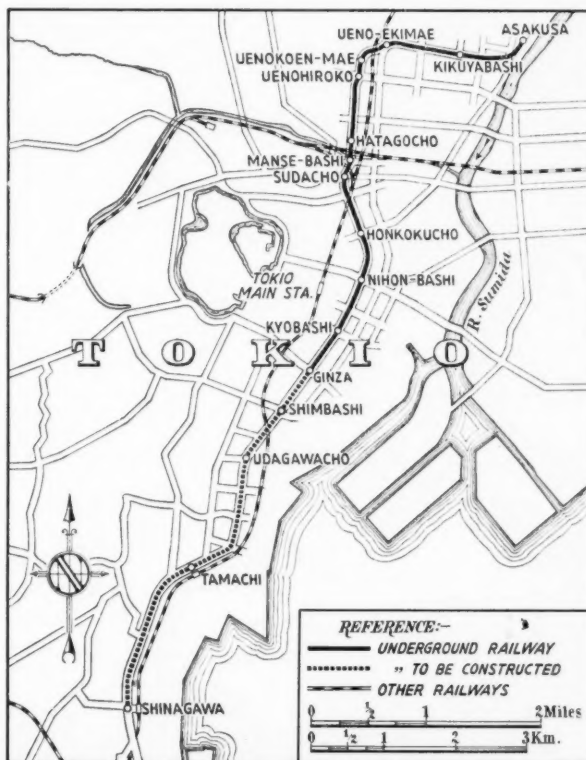 ASAKUSA
UENO-EKIMAE
UENOKOEN-MAE
KIKUYABASHI
UENOHIROKO
HATAGOCHO
MANSE-BASHI
SUDACHO
HONKOKUCHO
TOKIO
MAIN STA.
NIHON-BASHI
R. Sumida
KYOBASHI
TOKIO
GINZA
SHIMBASHI
UDAGAWACHO
TAMACHI
SHINAGAWA
REFERENCE:-
UNDERGROUND RAILWAY
" TO BE CONSTRUCTED
OTHER RAILWAYS
0 ½ 1 2 Miles
0 ½ 1 2 3 Km.